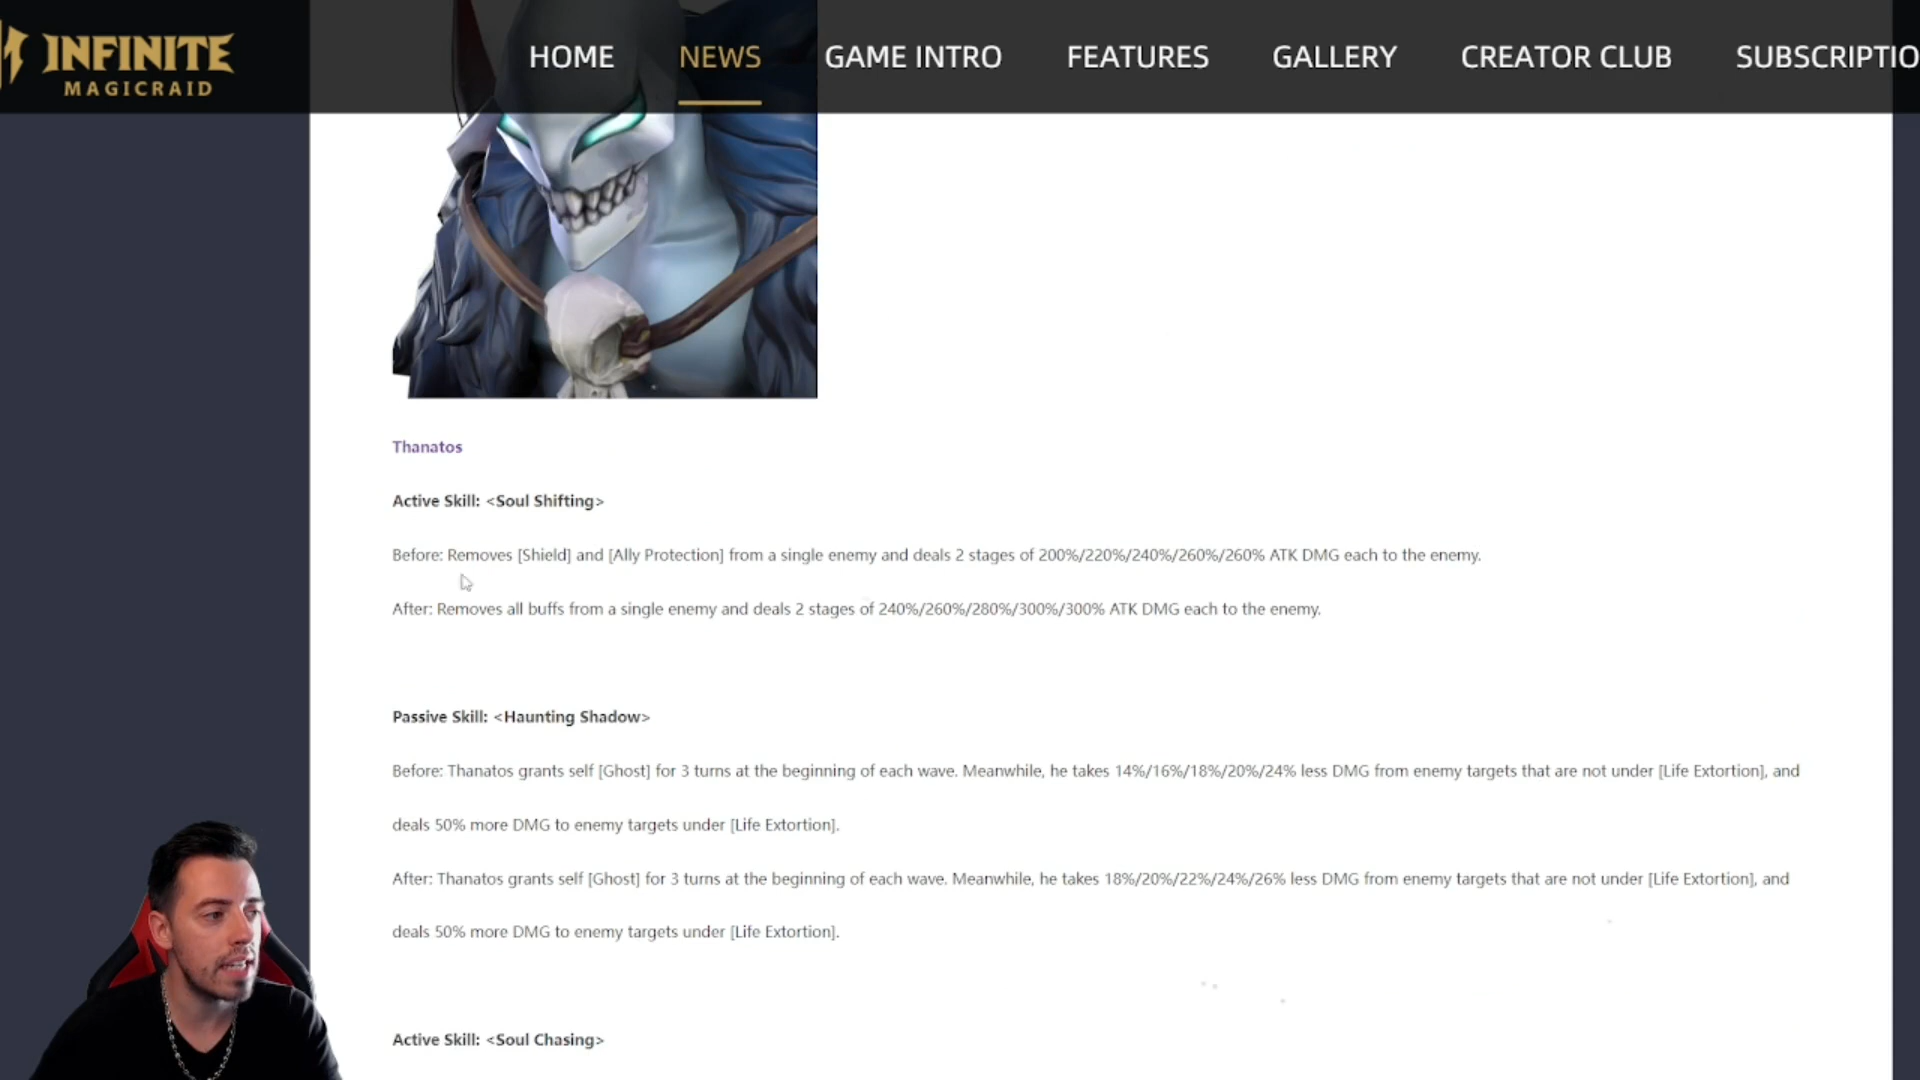 INFINITE
MAGICRAID
HOME NEWS GAME INTRO FEATURES GALLERY CREATOR CLUB SUBSCRIPTIO
Thanatos
Active Skill: <Soul Shifting>
Before: Removes [Shield] and [Ally Protection] from a single enemy and deals 2 stages of 200%/220%/240%/260%/260% ATK DMG each to the enemy.
After: Removes all buffs from a single enemy and deals 2 stages of 240%/260%/280%/300%/300% ATK DMG each to the enemy.
Passive Skill: <Haunting Shadow>
Before: Thanatos grants self [Ghost] for 3 turns at the beginning of each wave. Meanwhile, he takes 14%/16%/18%/20%/24% less DMG from enemy targets that are not under [Life Extortion], and
deals 50% more DMG to enemy targets under [Life Extortion].
After: Thanatos grants self [Ghost] for 3 turns at the beginning of each wave. Meanwhile, he takes 18%/20%/22%/24%/26% less DMG from enemy targets that are not under [Life Extortion], and
deals 50% more DMG to enemy targets under [Life Extortion].
Active Skill: <Soul Chasing>